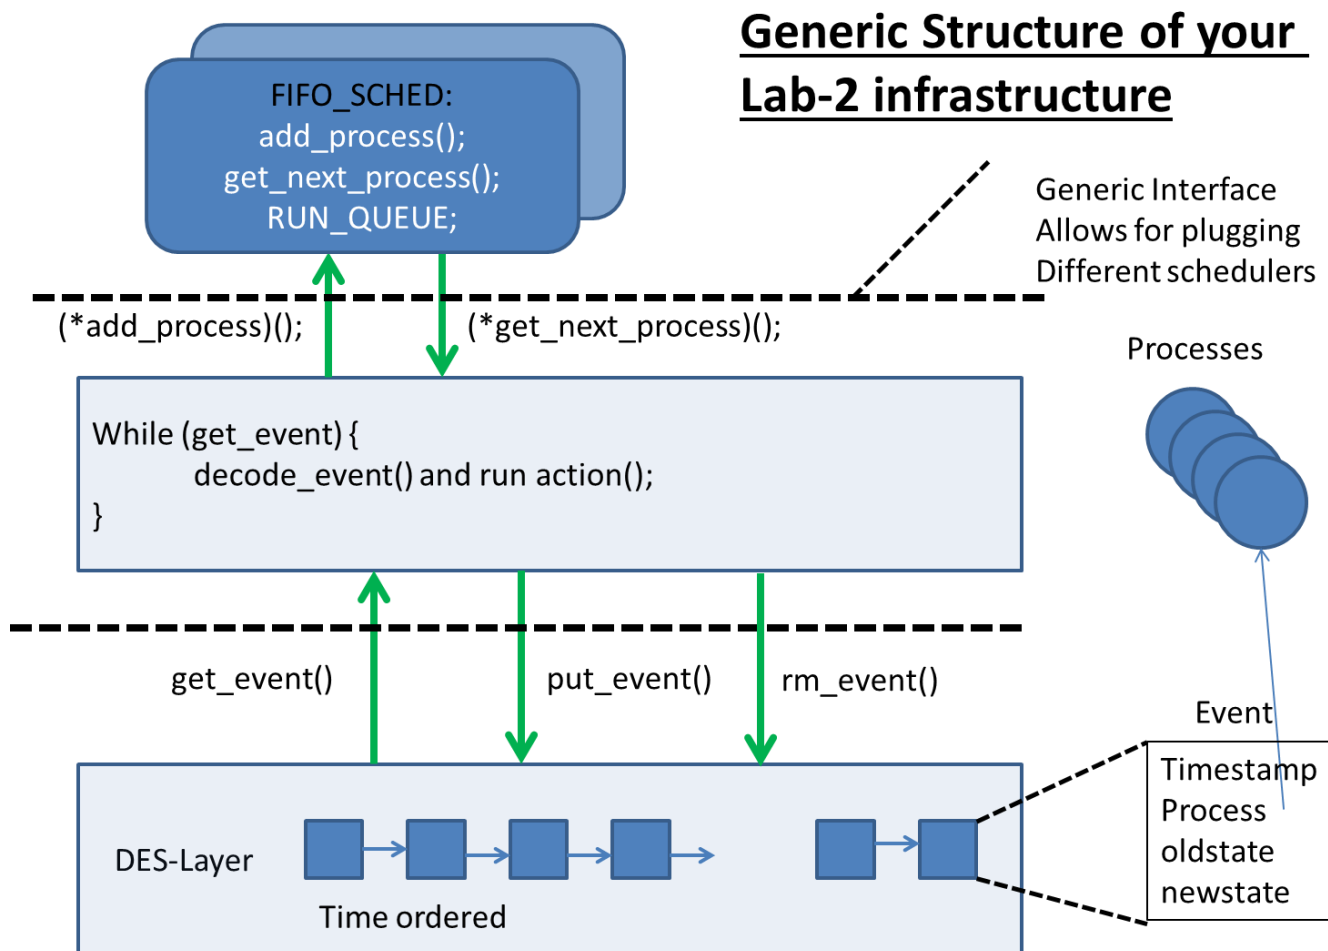 Generic Structure of your
Lab-2 infrastructure
FIFO_SCHED:
add_process();
get_next_process();
RUN_QUEUE;
Generic Interface
Allows for plugging
Different schedulers
(*add_process)();
(*get_next_process)();
Processes
While (get_event) {
decode_event() and run action();
}
get_event()
put_event()
rm_event()
Event
Timestamp
Process
oldstate
newstate
DES-Layer
Time ordered